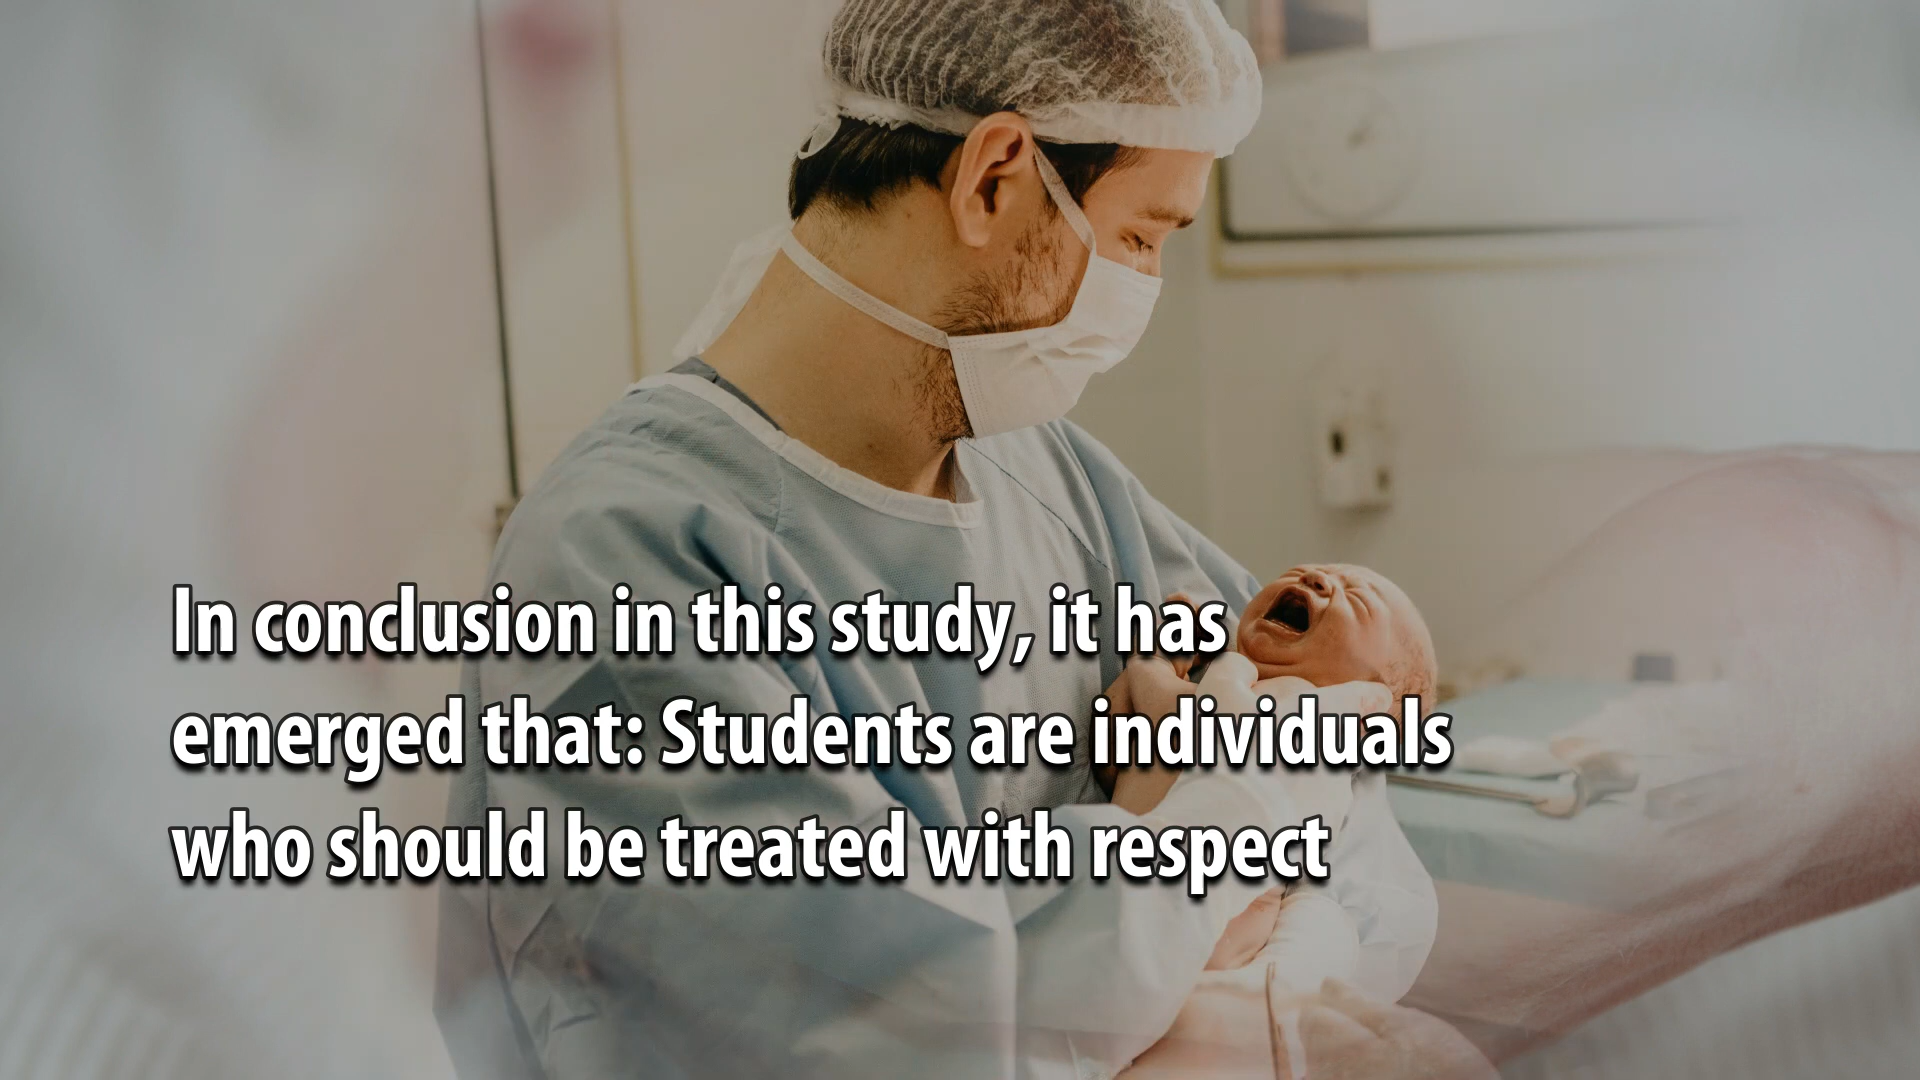 In conclusion in this study, it has
emerged that: Students are individuals
who should be treated with respect